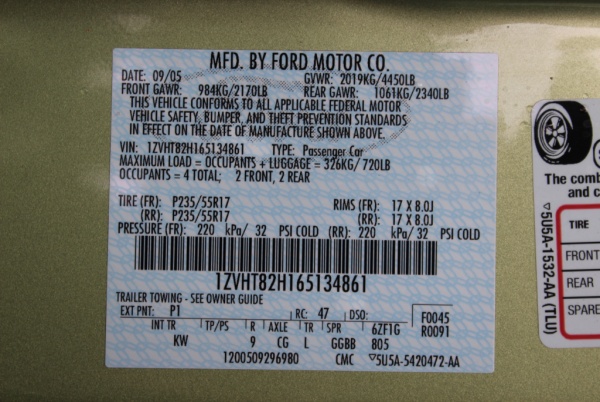 MFD. BY FORD MOTOR CO.
DATE: 09/05 GVWR: 2019KG/4450LB
FRONT GAWR: 984KG/2170LB REAR GAWR: 1061KG/2340LB
THIS VEHICLE CONFORMS TO ALL APPLICABLE FEDERAL MOTOR
VEHICLE SAFETY, BUMPER, AND THEFT PREVENTION STANDARDS
IN EFFECT ON THE DATE OF MANUFACTURE SHOWN ABOVE.
VIN: 1ZVHT82H165134861 TYPE: Passenger Car
MAXIMUM LOAD = OCCUPANTS + LUGGAGE = 326KG/720LB
OCCUPANTS = 4 TOTAL; 2 FRONT, 2 REAR
TIRE (FR): P235/55R17 RIMS (FR): 17 X 8.0J
(RR): P235/55R17 (RR): 17 X 8.0J
PRESSURE (FR): 220 kPa/ 32 PSI COLD (RR): 220 kPa/ 32 PSI COLD
1ZVHT82H165134861
TRAILER TOWING - SEE OWNER GUIDE
EXT PNT: P1 RC: 47 DSO: F0045
INT TR TP/PS R AXLE TR SPR 6ZF1G R0091
KW 9 CG L GGBB 805
1200509296980 CMC 5U5A-5420472-AA
The comb
and c
TIRE
FRONT
REAR
SPARE
5U5A-1532-AA (TLU)